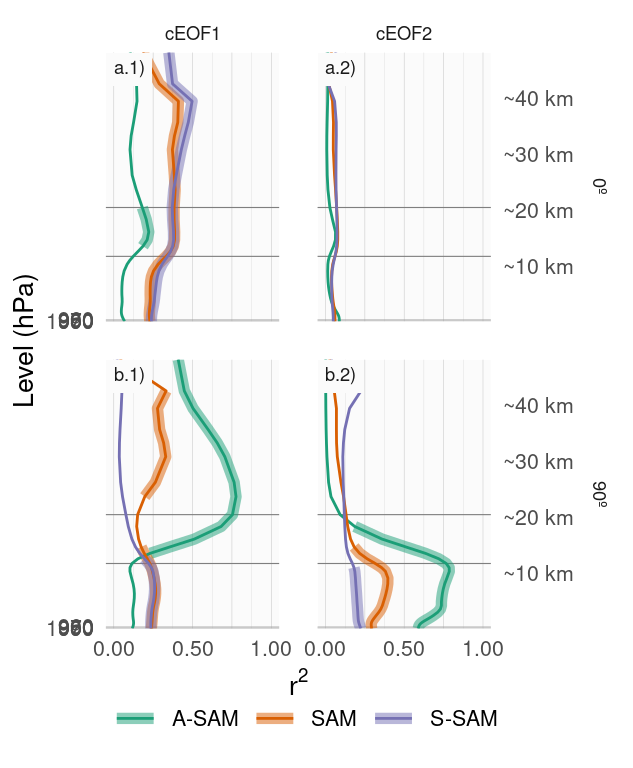 cEOF1 cEOF2
a.1) a.2)
~40 km
~30 km
~20 km
~10 km
0º
Level (hPa)
b.1) b.2)
~40 km
~30 km
~20 km
~10 km
90º
0.00 0.50 1.00 0.00 0.50 1.00
r2
A-SAM SAM S-SAM